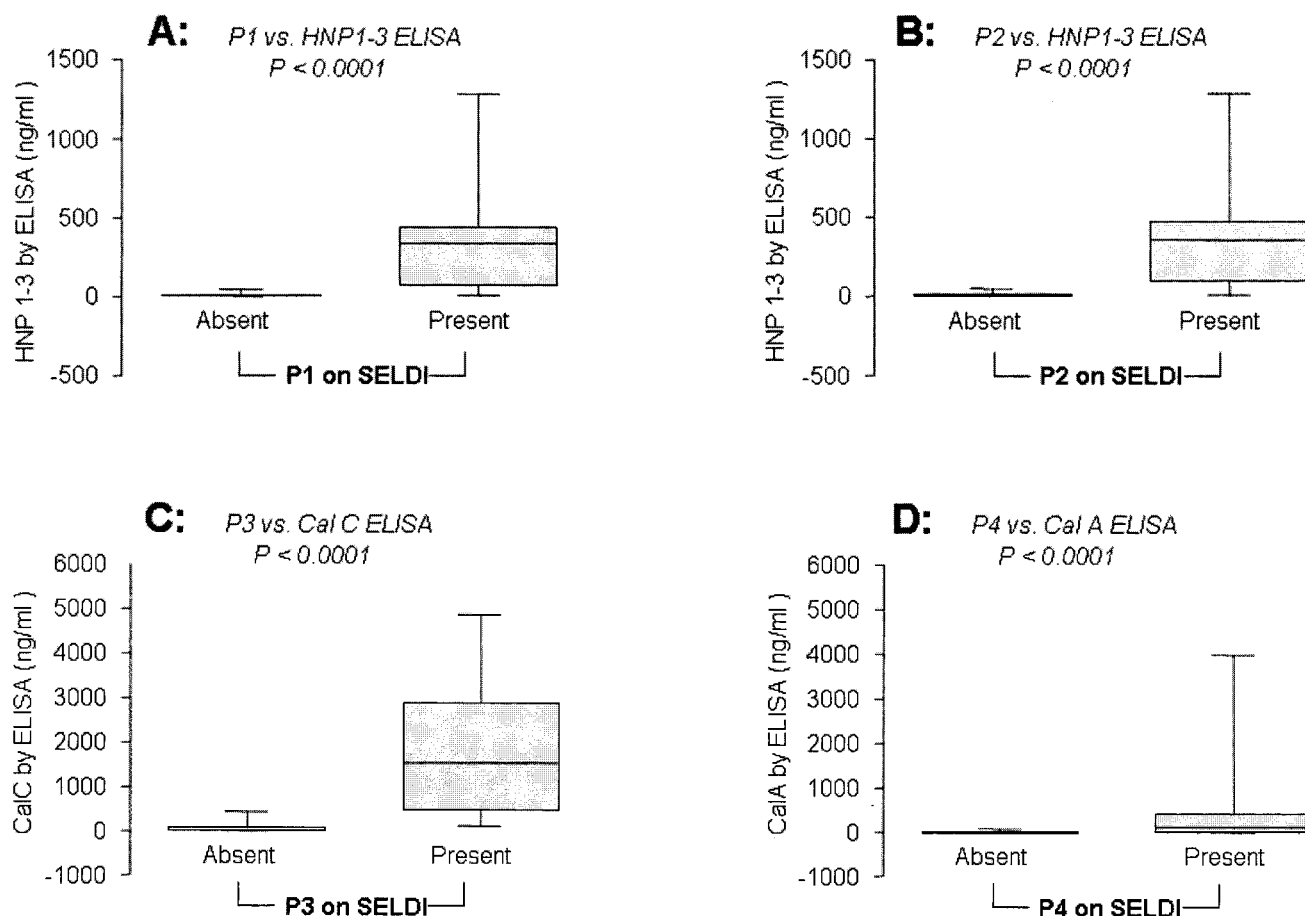 A: P1 vs. HNP1-3 ELISA
P < 0.0001
HNP 1-3 by ELISA (ng/ml)
1500
1000
500
0
-500
Absent
Present
P1 on SELDI
B: P2 vs. HNP1-3 ELISA
P < 0.0001
HNP 1-3 by ELISA (ng/ml)
1500
1000
500
0
-500
Absent
Present
P2 on SELDI
C: P3 vs. Cal C ELISA
P < 0.0001
CalC by ELISA (ng/ml)
6000
5000
4000
3000
2000
1000
0
-1000
Absent
Present
P3 on SELDI
D: P4 vs. Cal A ELISA
P < 0.0001
CalA by ELISA (ng/ml)
6000
5000
4000
3000
2000
1000
0
-1000
Absent
Present
P4 on SELDI